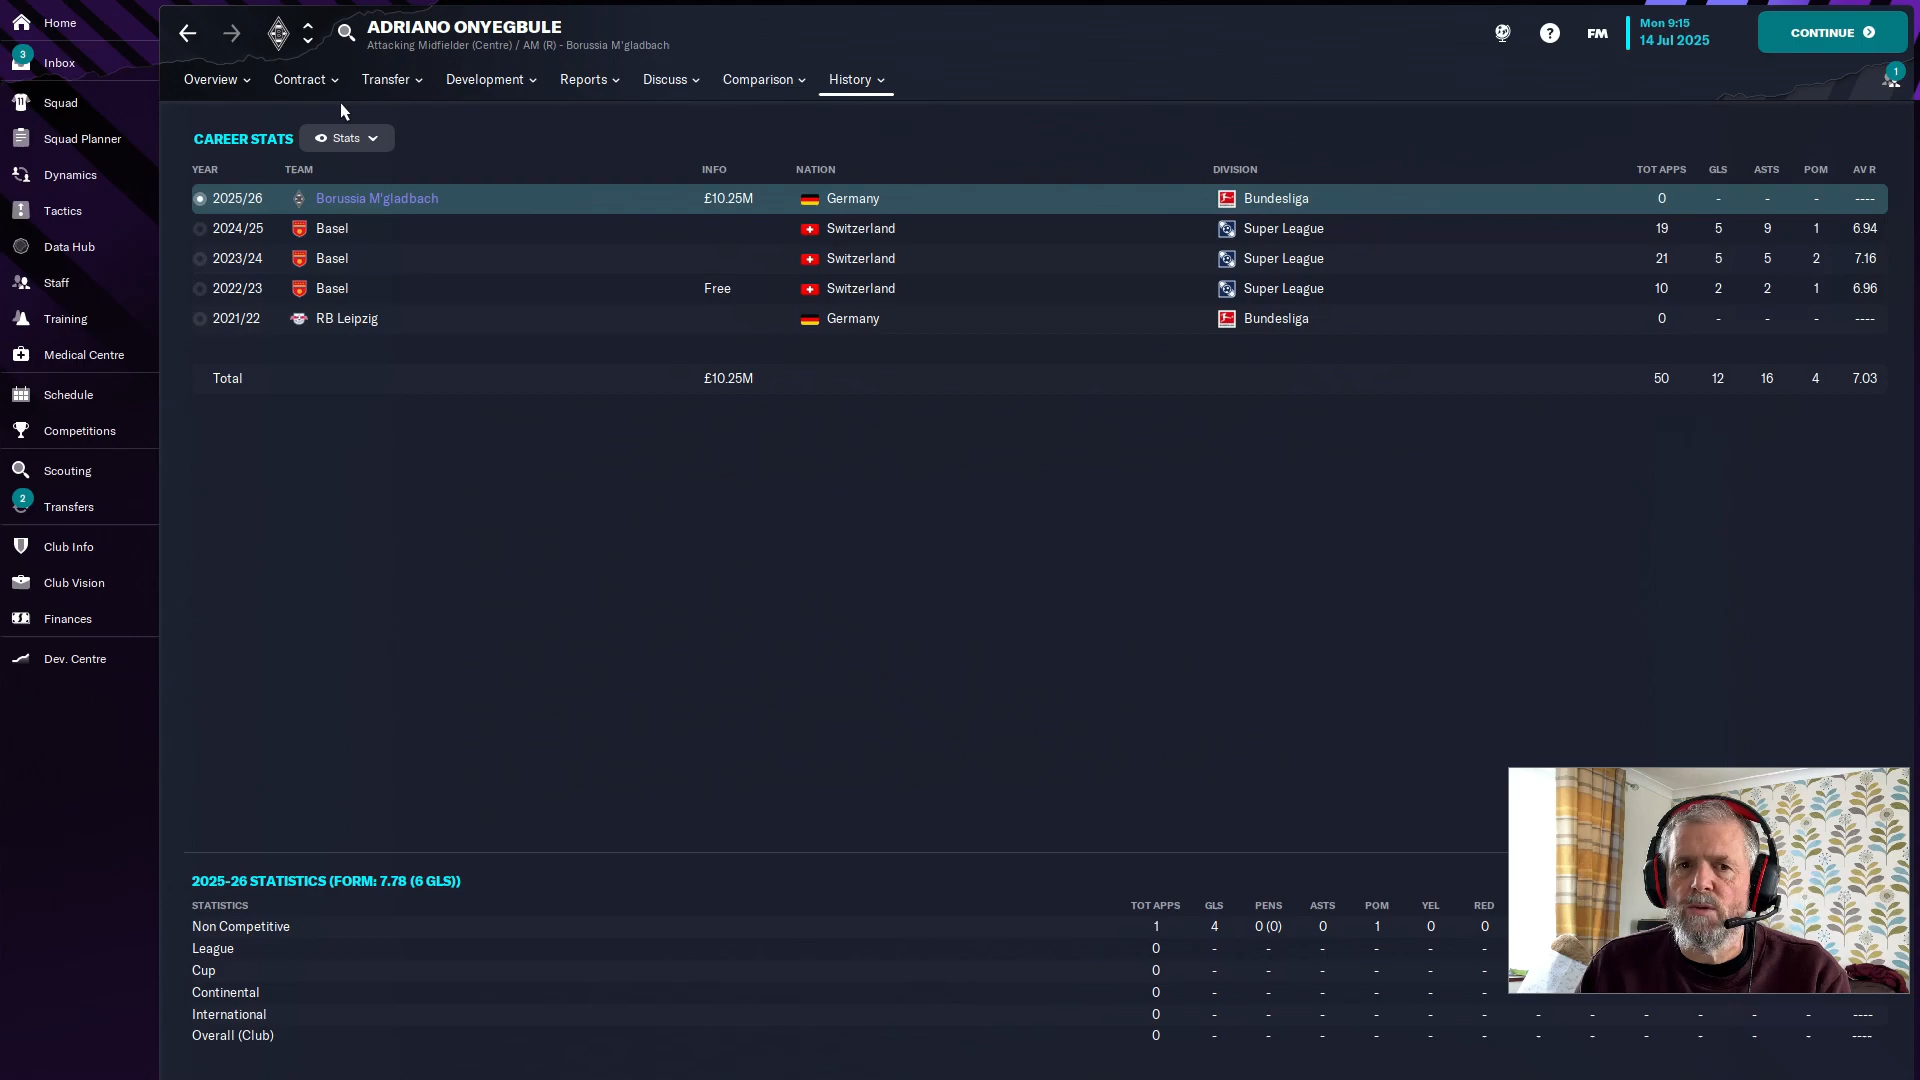 Home
3
Inbox
Squad
Squad Planner
Dynamics
Tactics
Data Hub
Staff
Training
Medical Centre
Schedule
Competitions
Scouting
2
Transfers
Club Info
Club Vision
Finances
Dev. Centre
ADRIANO ONYEGBULE
Attacking Midfielder (Centre) / AM (R) - Borussia M'gladbach
? FM Mon 9:15
14 Jul 2025
CONTINUE
Overview Contract Transfer Development Reports Discuss Comparison History
1
CAREER STATS Stats
YEAR TEAM INFO NATION DIVISION TOT APPS GLS ASTS POM AV R
2025/26 Borussia M'gladbach £10.25M Germany Bundesliga 0 - - - ----
2024/25 Basel Switzerland Super League 19 5 9 1 6.94
2023/24 Basel Switzerland Super League 21 5 5 2 7.16
2022/23 Basel Free Switzerland Super League 10 2 2 1 6.96
2021/22 RB Leipzig Germany Bundesliga 0 - - - ----
Total £10.25M 50 12 16 4 7.03
2025-26 STATISTICS (FORM: 7.78 (6 GLS))
STATISTICS TOT APPS GLS PENS ASTS POM YEL RED
Non Competitive 1 4 0 (0) 0 1 0 0
League 0 - - - - - -
Cup 0 - - - - - -
Continental 0 - - - - - -
International 0 - - - - - - - - - - - - ----
Overall (Club) 0 - - - - - - - - - - - - ----